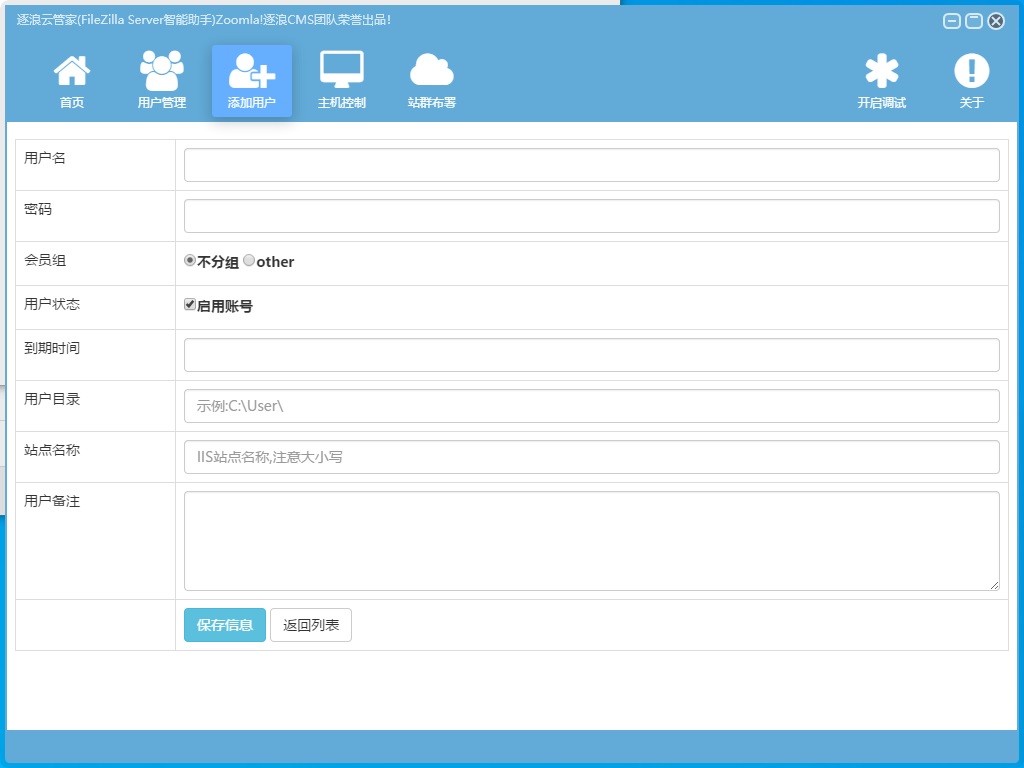 逐浪云管家(FileZilla Server智能助手)Zoomla!逐浪CMS团队荣誉出品!
首页 用户管理 添加用户 主机控制 站群布署 开启调试 关于
用户名
密码
会员组 不分组 other
用户状态 启用账号
到期时间
用户目录 示例:C:\User\
站点名称 IIS站点名称,注意大小写
用户备注
保存信息 返回列表